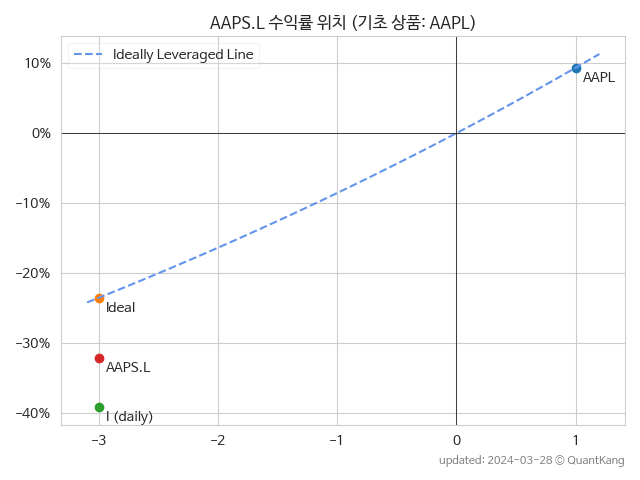 AAPS.L 수익률 위치 (기초 상품: AAPL)
Ideally Leveraged Line
10%
AAPL
0%
−10%
−20%
Ideal
−30%
AAPS.L
−40%
I (daily)
−3 −2 −1 0 1
updated: 2024-03-28 © QuantKang